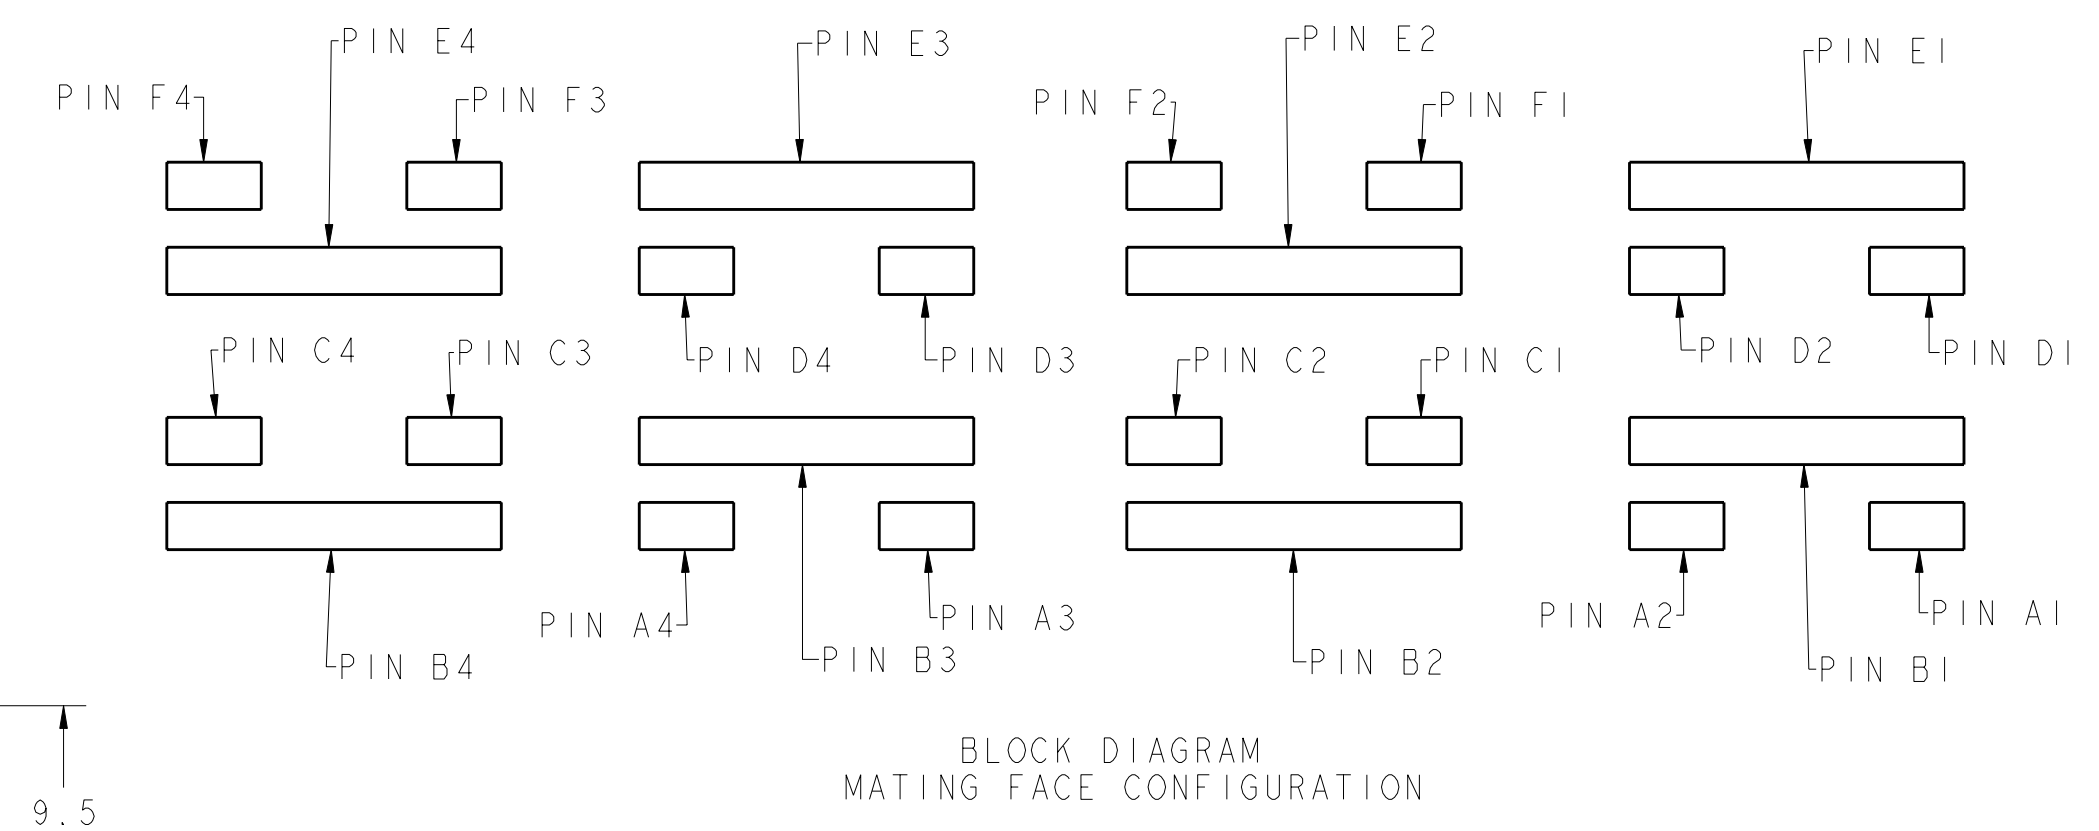 PIN E4
PIN E3
PIN E2
PIN E1
PIN F4
PIN F3
PIN F2
PIN F1
PIN C4
PIN C3
PIN D4
PIN D3
PIN C2
PIN C1
PIN D2
PIN D1
PIN A4
PIN A3
PIN A2
PIN A1
PIN B4
PIN B3
PIN B2
PIN B1
BLOCK DIAGRAM
MATING FACE CONFIGURATION
9.5